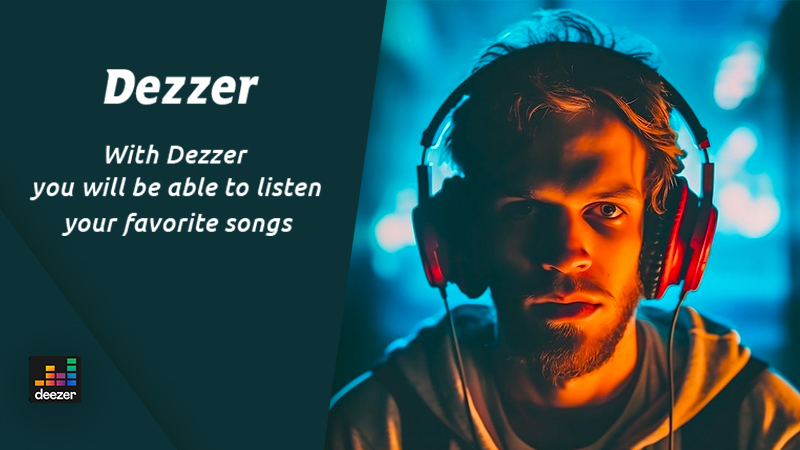 Dezzer
With Dezzer
you will be able to listen
your favorite songs
deezer